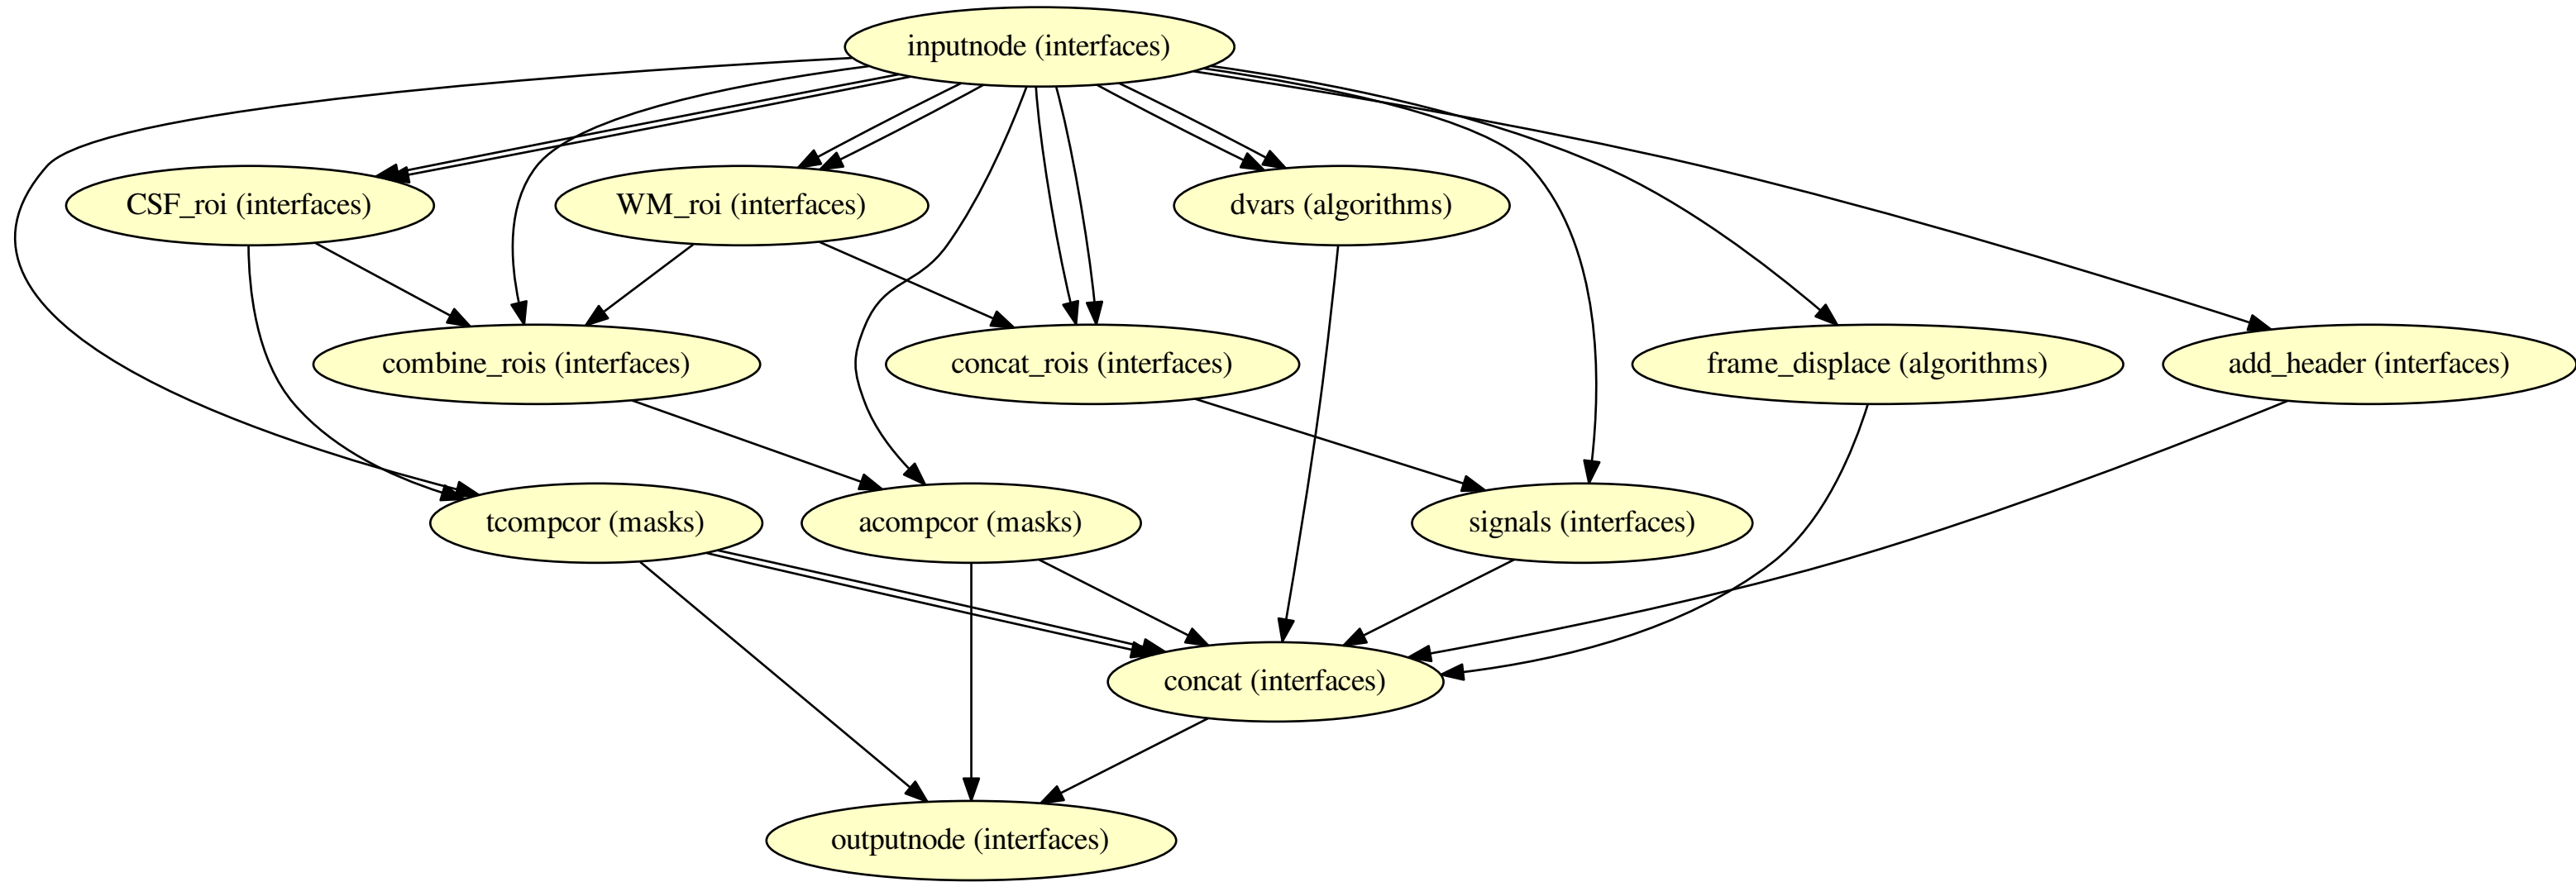 inputnode (interfaces)
CSF_roi (interfaces)
WM_roi (interfaces)
dvars (algorithms)
combine_rois (interfaces)
concat_rois (interfaces)
frame_displace (algorithms)
add_header (interfaces)
tcompcor (masks)
acompcor (masks)
signals (interfaces)
concat (interfaces)
outputnode (interfaces)